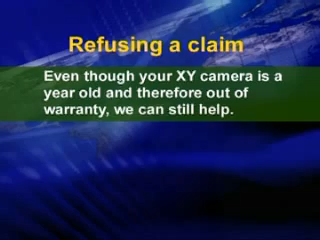 Refusing a claim
Even though your XY camera is a
year old and therefore out of
warranty, we can still help.